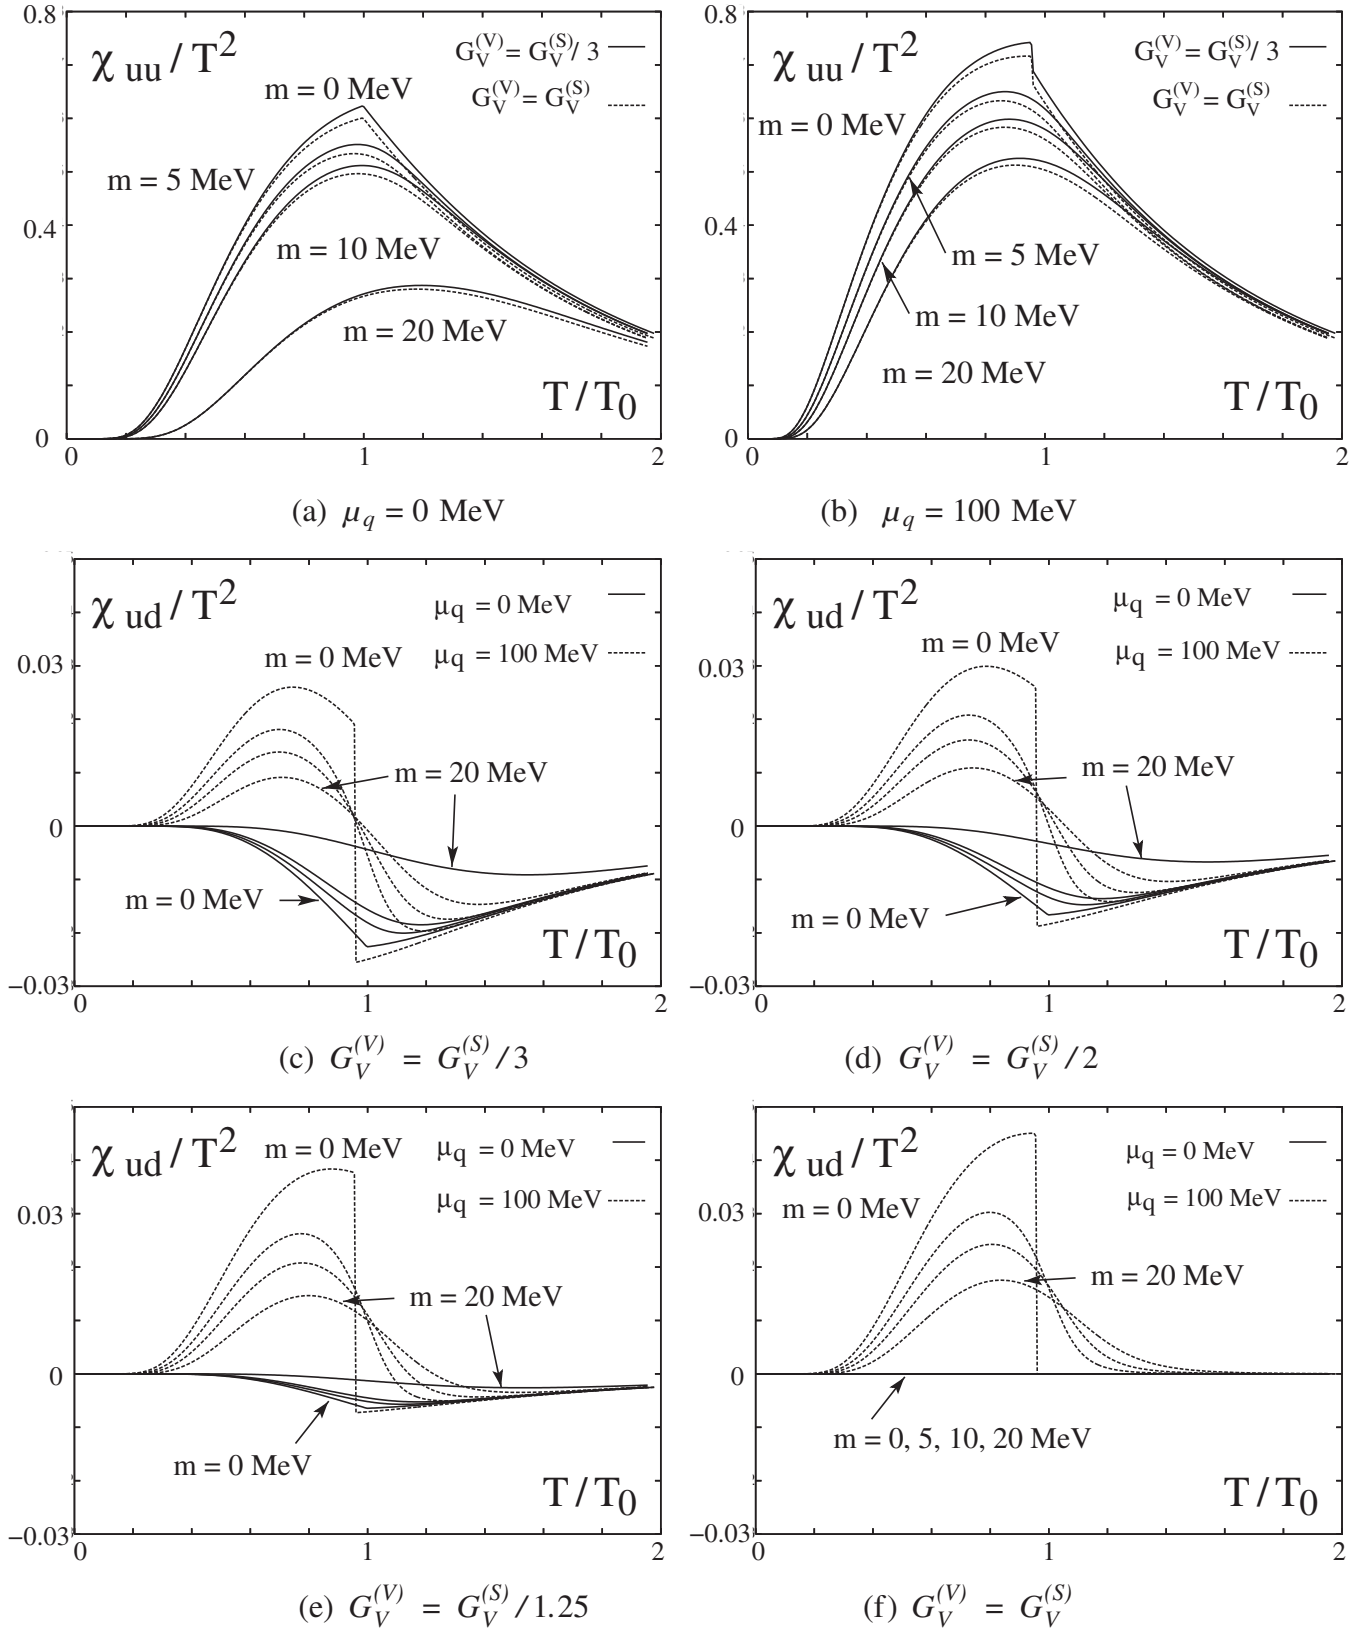 0.8
χ uu / T²
G_V^(V) = G_V^(S) / 3
G_V^(V) = G_V^(S)
m = 0 MeV
m = 5 MeV
0.4
m = 10 MeV
m = 20 MeV
T / T₀
0
0 1 2
(a) μ_q = 0 MeV
0.8
χ uu / T²
G_V^(V) = G_V^(S) / 3
G_V^(V) = G_V^(S)
m = 0 MeV
0.4
m = 5 MeV
m = 10 MeV
m = 20 MeV
T / T₀
0
0 1 2
(b) μ_q = 100 MeV
χ ud / T²
μ_q = 0 MeV
m = 0 MeV
μ_q = 100 MeV
0.03
m = 20 MeV
0
m = 0 MeV
T / T₀
−0.03
0 1 2
(c) G_V^(V) = G_V^(S) / 3
χ ud / T²
μ_q = 0 MeV
m = 0 MeV
μ_q = 100 MeV
0.03
m = 20 MeV
0
m = 0 MeV
T / T₀
−0.03
0 1 2
(d) G_V^(V) = G_V^(S) / 2
χ ud / T²
m = 0 MeV
μ_q = 0 MeV
μ_q = 100 MeV
0.03
m = 20 MeV
0
m = 0 MeV
T / T₀
−0.03
0 1 2
(e) G_V^(V) = G_V^(S) / 1.25
χ ud / T²
μ_q = 0 MeV
μ_q = 100 MeV
m = 0 MeV
0.03
m = 20 MeV
0
m = 0, 5, 10, 20 MeV
T / T₀
−0.03
0 1 2
(f) G_V^(V) = G_V^(S)